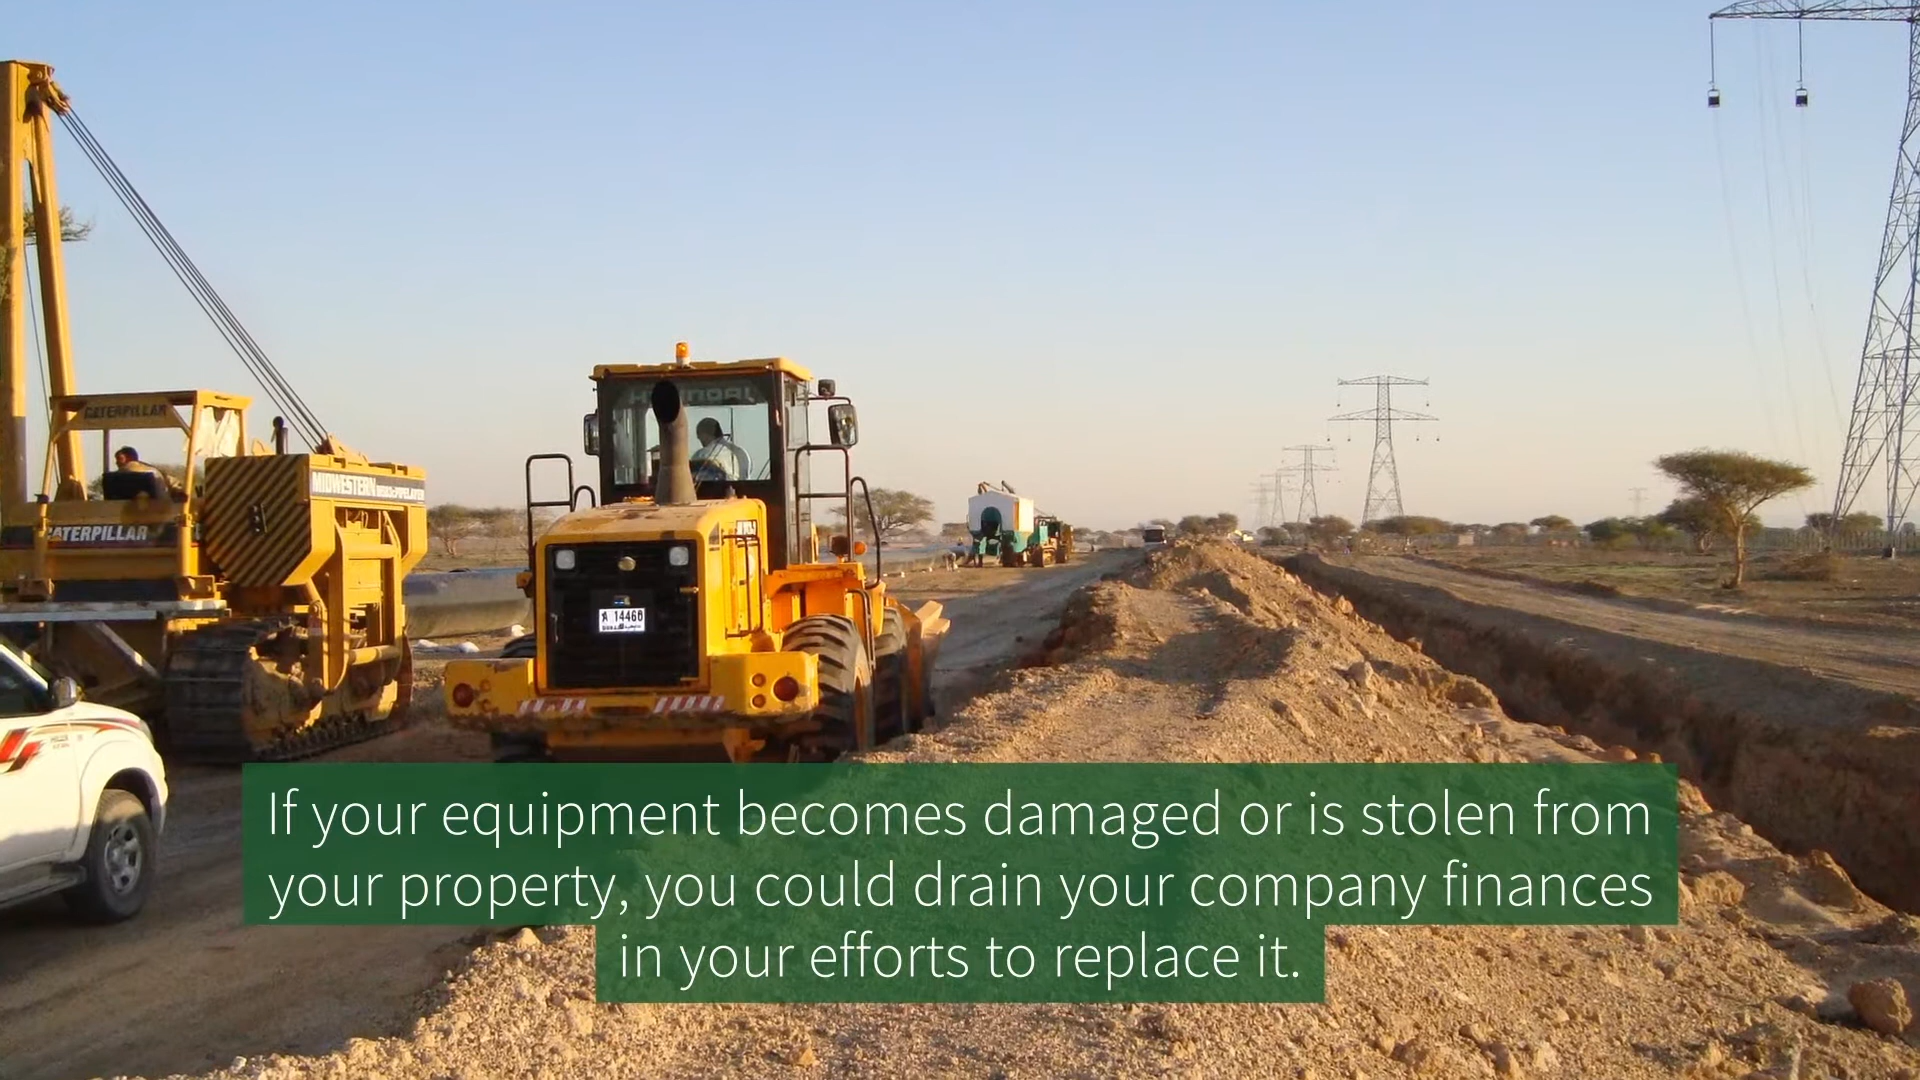 CATERPILLAR
HYUNDAI
MIDWESTERN
CATERPILLAR
14460
If your equipment becomes damaged or is stolen from
your property, you could drain your company finances
in your efforts to replace it.